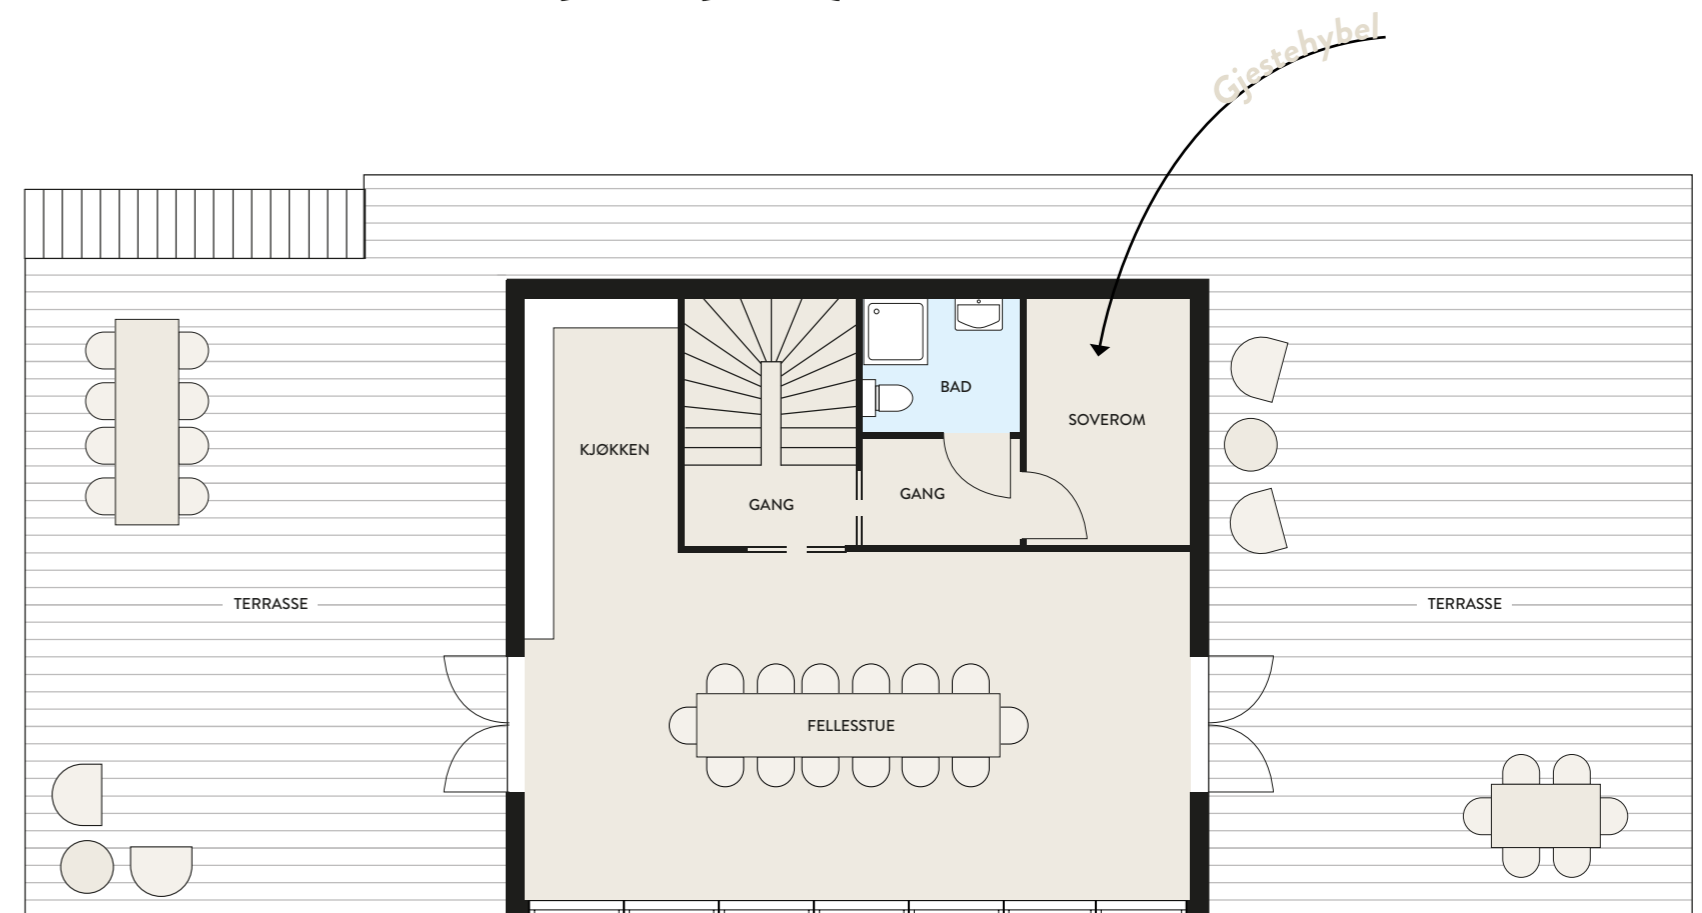 Gjestehybel
BAD
SOVEROM
KJØKKEN
GANG
GANG
TERRASSE
TERRASSE
FELLESSTUE